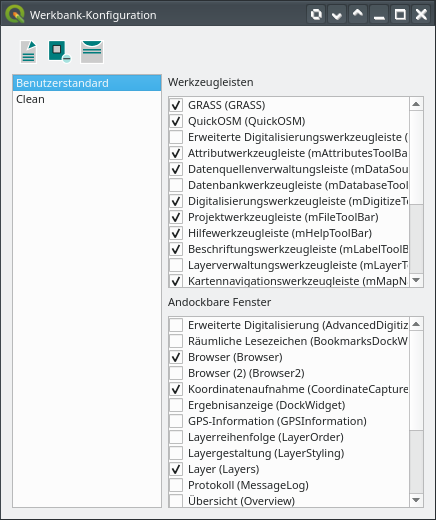 Werkbank-Konfiguration
Benutzerstandard
Clean
Werkzeugleisten
GRASS (GRASS)
QuickOSM (QuickOSM)
Erweiterte Digitalisierungswerkzeugleiste (
Attributwerkzeugleiste (mAttributesToolBa
Datenquellenverwaltungsleiste (mDataSou
Datenbankwerkzeugleiste (mDatabaseTool
Digitalisierungswerkzeugleiste (mDigitizeT
Projektwerkzeugleiste (mFileToolBar)
Hilfewerkzeugleiste (mHelpToolBar)
Beschriftungswerkzeugleiste (mLabelToolB
Layerverwaltungswerkzeugleiste (mLayerT
Kartennavigationswerkzeugleiste (mMapN
Andockbare Fenster
Erweiterte Digitalisierung (AdvancedDigitiz
Räumliche Lesezeichen (BookmarksDockW
Browser (Browser)
Browser (2) (Browser2)
Koordinatenaufnahme (CoordinateCapture
Ergebnisanzeige (DockWidget)
GPS-Information (GPSInformation)
Layerreihenfolge (LayerOrder)
Layergestaltung (LayerStyling)
Layer (Layers)
Protokoll (MessageLog)
Übersicht (Overview)